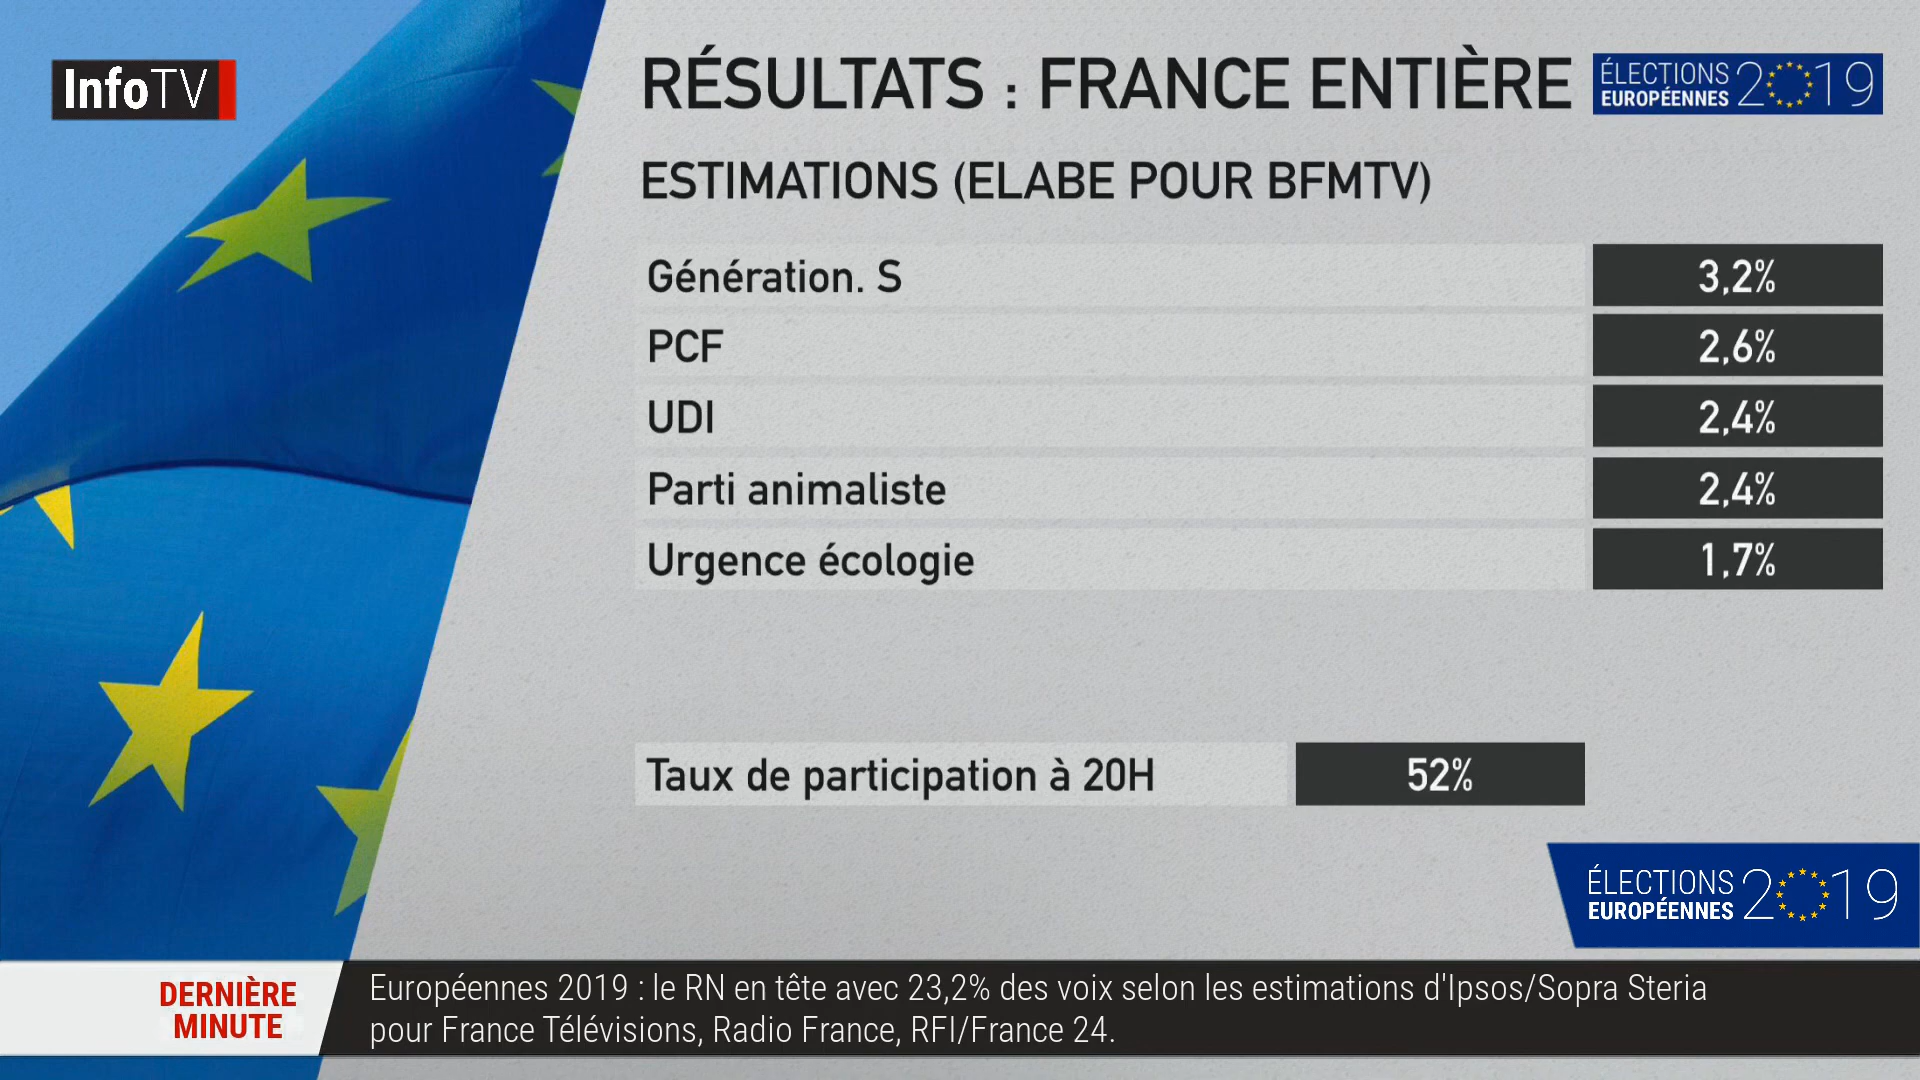 InfoTV
RÉSULTATS : FRANCE ENTIÈRE
ÉLECTIONS
EUROPÉENNES 2019
ESTIMATIONS (ELABE POUR BFMTV)
Génération. S 3,2%
PCF 2,6%
UDI 2,4%
Parti animaliste 2,4%
Urgence écologie 1,7%
Taux de participation à 20H 52%
ÉLECTIONS
EUROPÉENNES 2019
DERNIÈRE
MINUTE
Européennes 2019 : le RN en tête avec 23,2% des voix selon les estimations d'Ipsos/Sopra Steria
pour France Télévisions, Radio France, RFI/France 24.